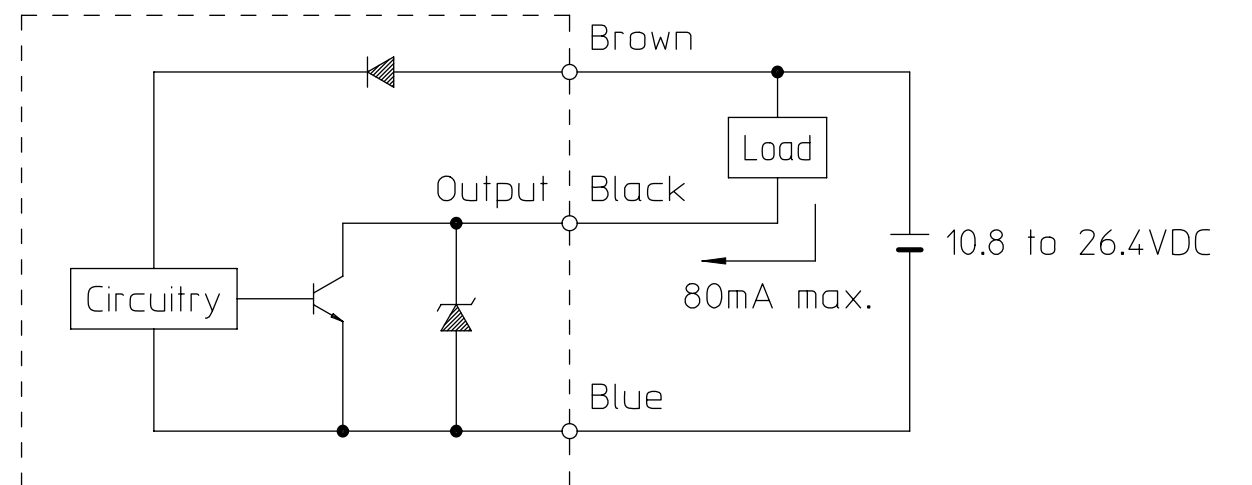 Brown
Load
Output
Black
10.8 to 26.4VDC
Circuitry
80mA max.
Blue